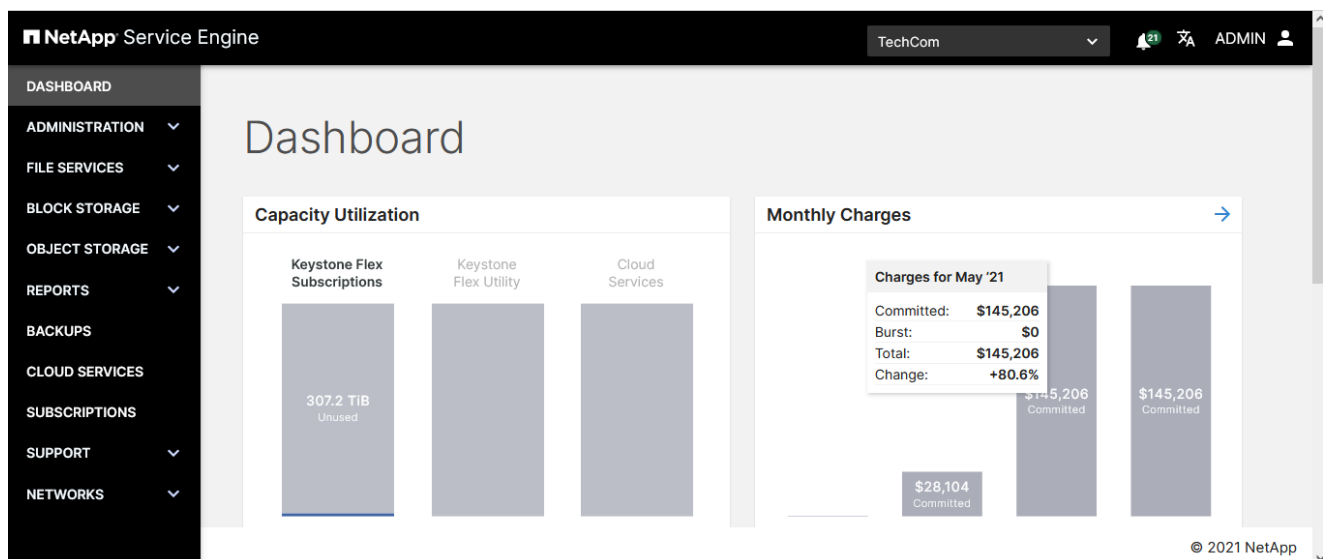 NetApp Service Engine
TechCom
21
ADMIN
DASHBOARD
ADMINISTRATION
FILE SERVICES
BLOCK STORAGE
OBJECT STORAGE
REPORTS
BACKUPS
CLOUD SERVICES
SUBSCRIPTIONS
SUPPORT
NETWORKS
Dashboard
Capacity Utilization
Keystone Flex
Subscriptions
Keystone
Flex Utility
Cloud
Services
307.2 TiB
Unused
Monthly Charges
Charges for May ‘21
Committed: $145,206
Burst: $0
Total: $145,206
Change: +80.6%
$28,104
Committed
$145,206
Committed
$145,206
Committed
© 2021 NetApp